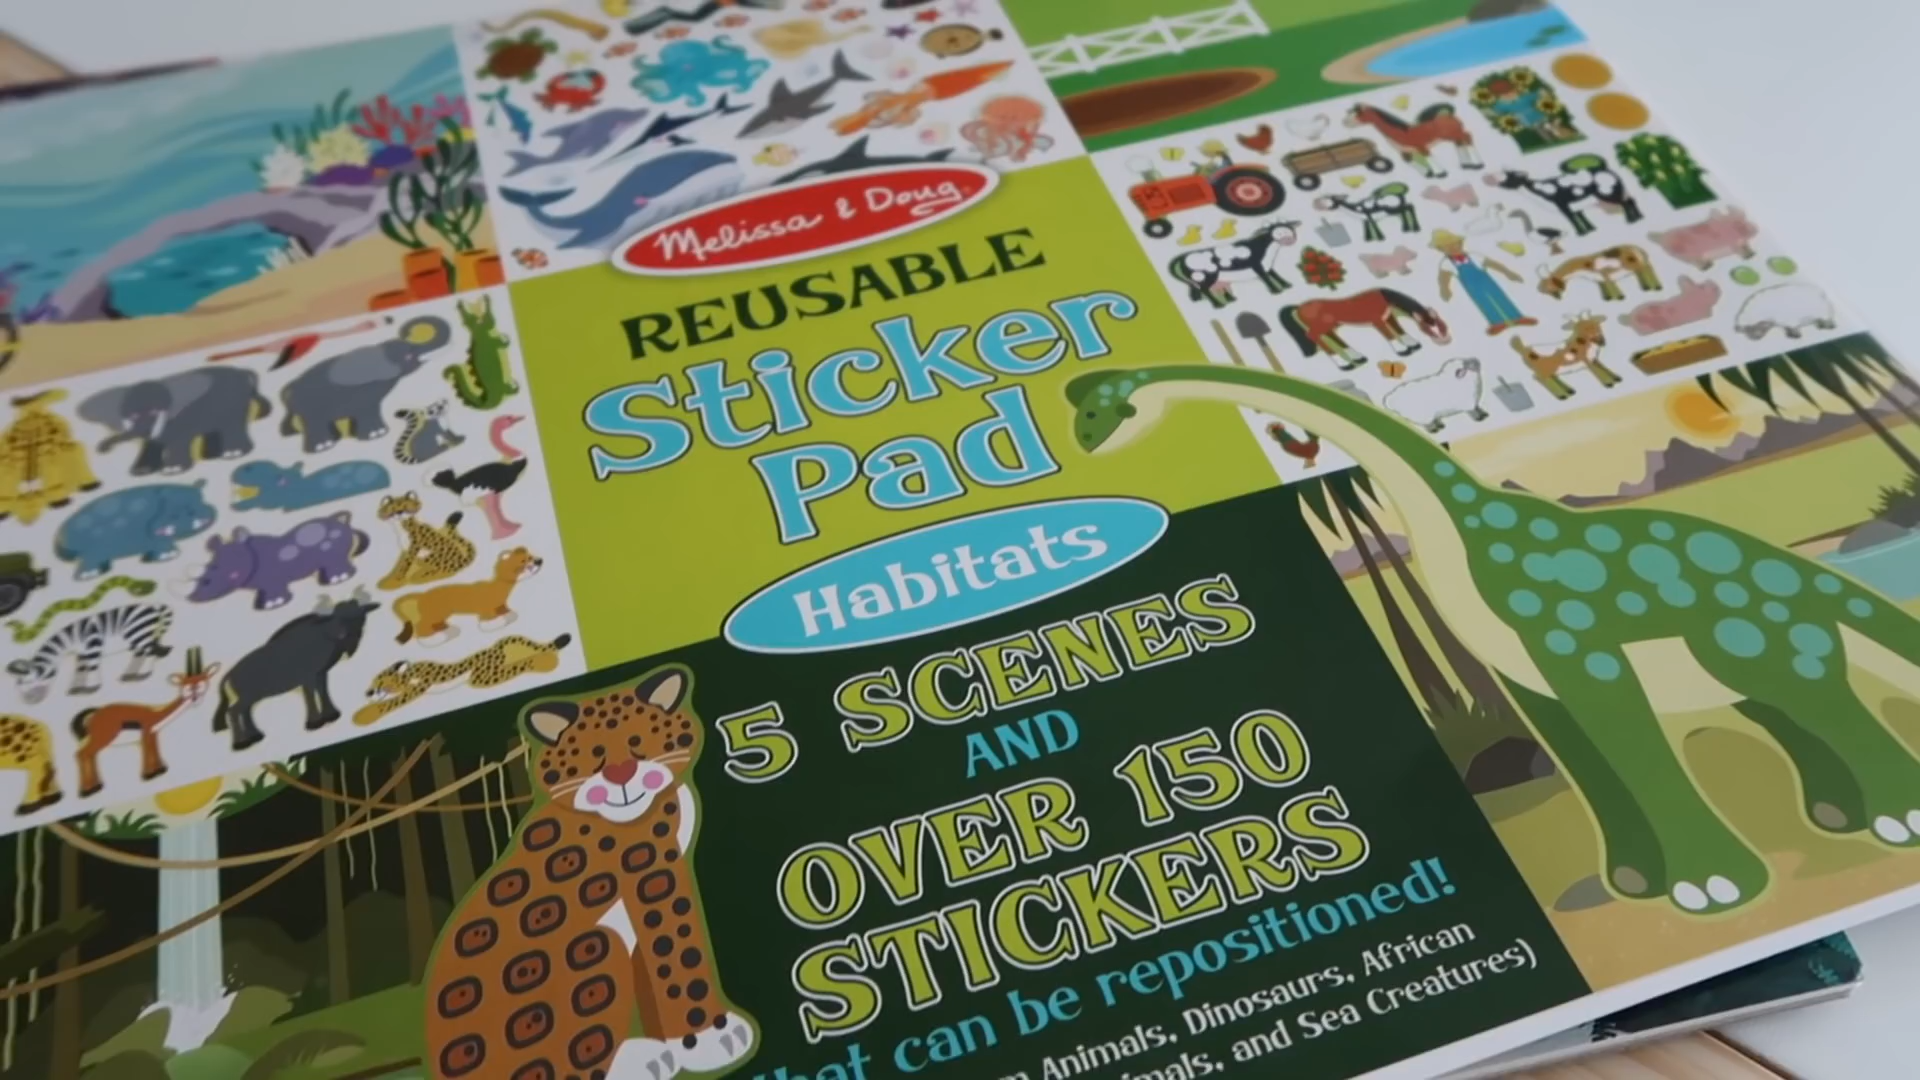 Melissa & Doug
REUSABLE
Sticker
Pad
Habitats
5 SCENES
AND
OVER 150
STICKERS
that can be repositioned!
Animals, Dinosaurs, African
and Sea Creatures)